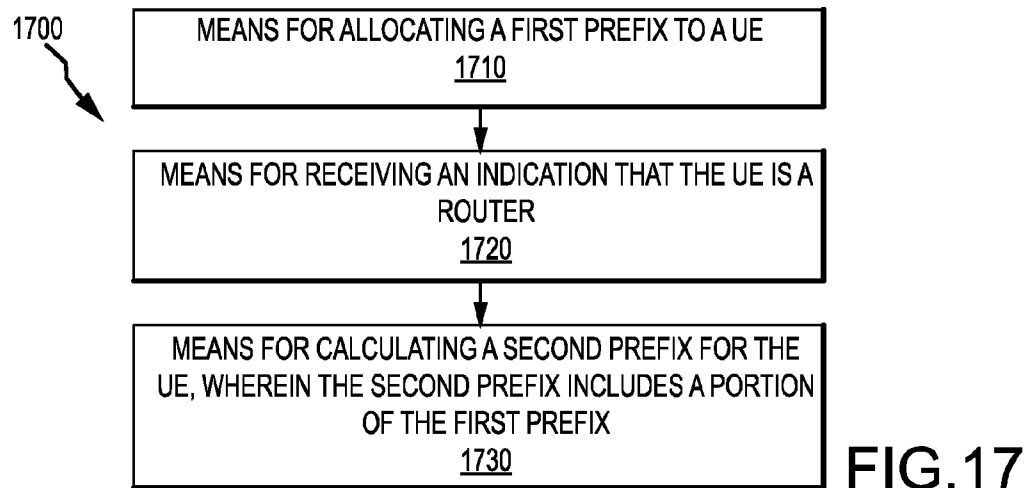 1700
MEANS FOR ALLOCATING A FIRST PREFIX TO A UE
1710
MEANS FOR RECEIVING AN INDICATION THAT THE UE IS A
ROUTER
1720
MEANS FOR CALCULATING A SECOND PREFIX FOR THE
UE, WHEREIN THE SECOND PREFIX INCLUDES A PORTION
OF THE FIRST PREFIX
1730
FIG.17